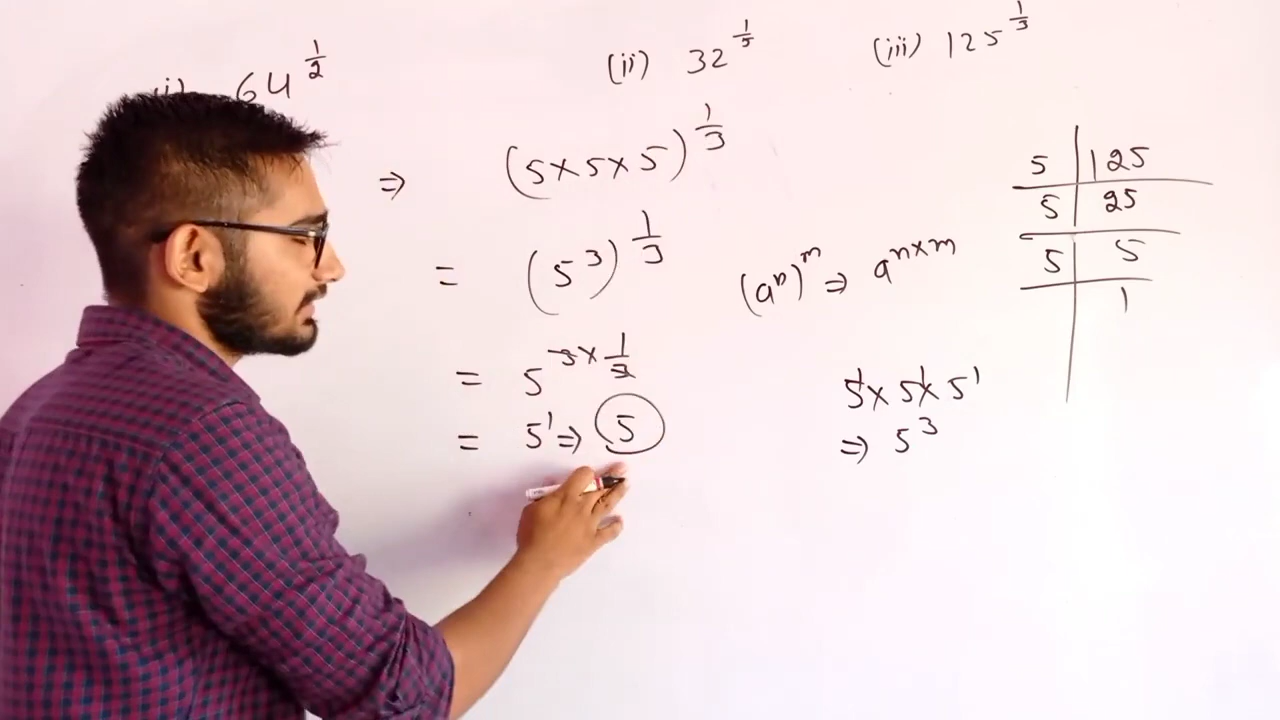 i) 64^(1/2) (ii) 32^(1/5) (iii) 125^(1/3)
⇒ (5×5×5)^(1/3)
= (5^3)^(1/3)
= 5^(3×1/3)
= 5^1 ⇒ 5
(a^n)^m ⇒ a^(n×m)
5 | 125
5 | 25
5 | 5
| 1
5^1×5^1×5^1
⇒ 5^3